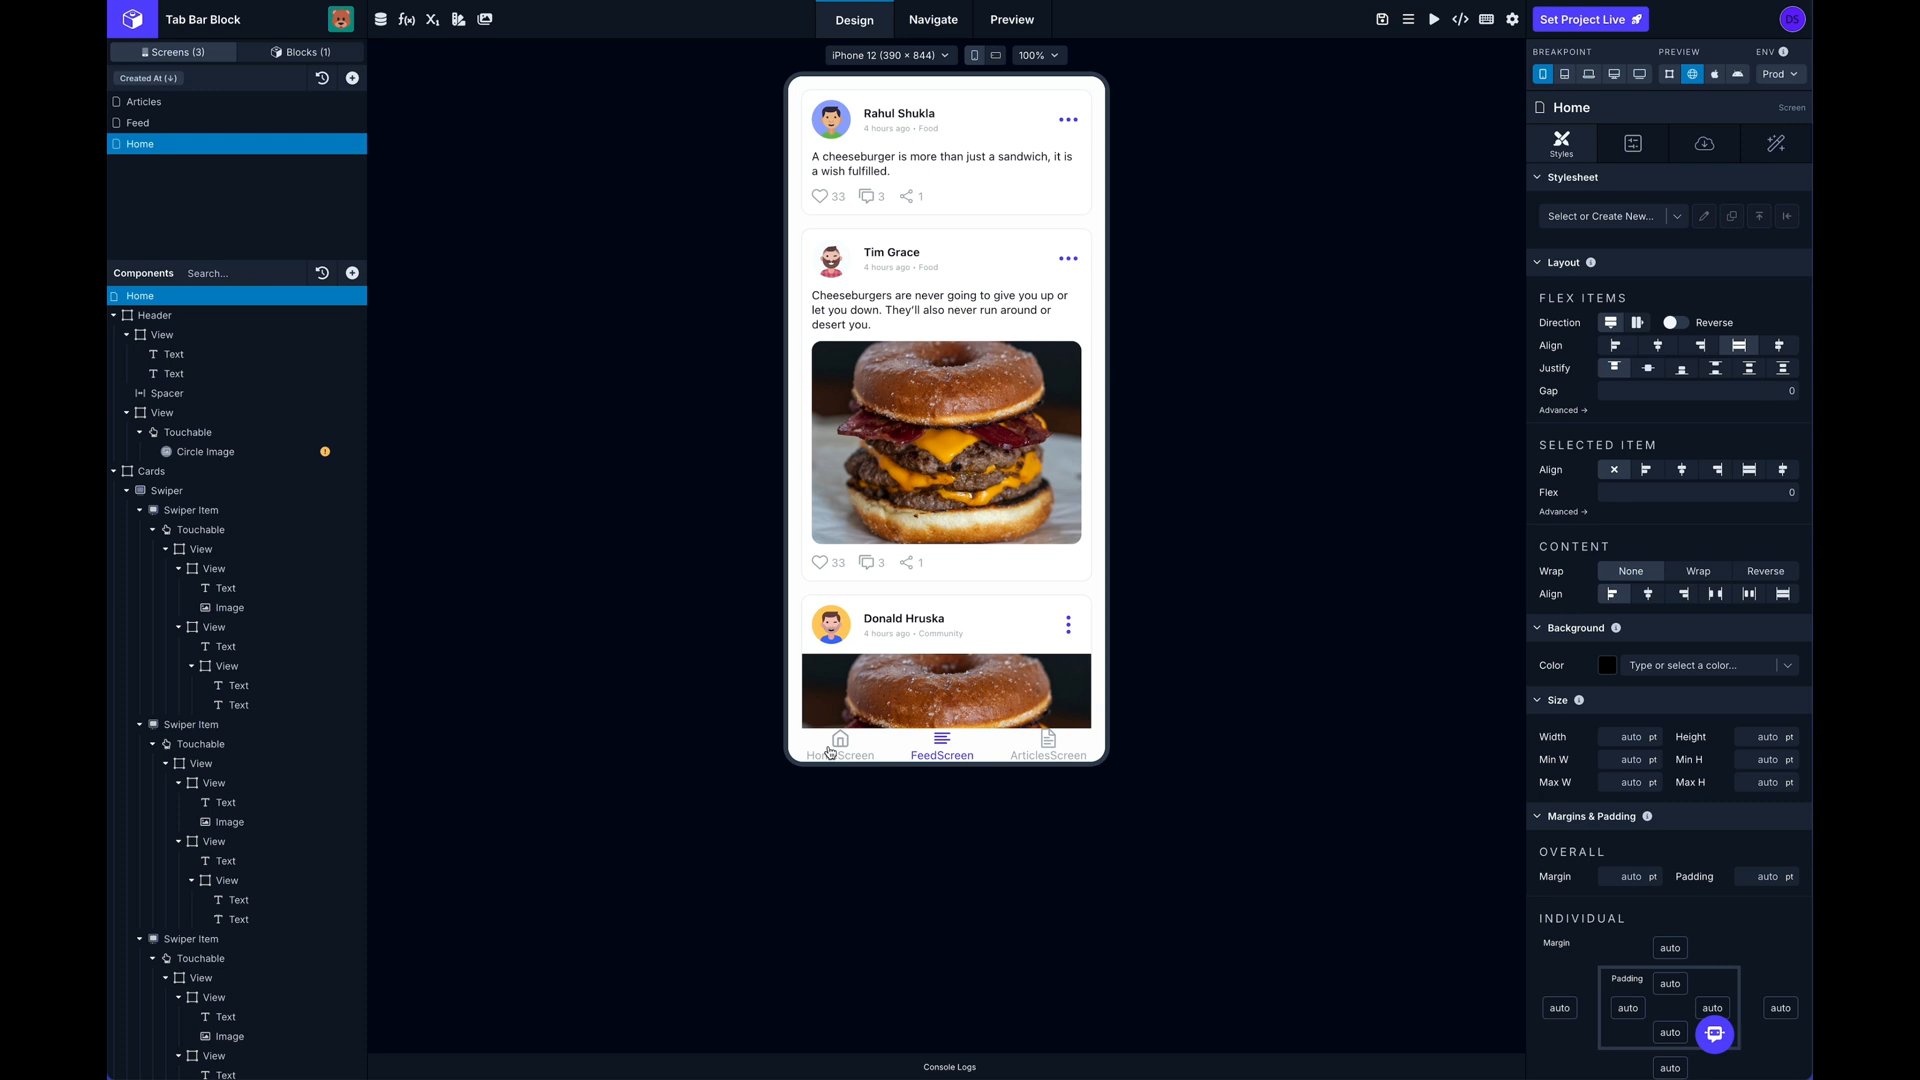 Tab Bar Block
f(x)
X₁
Design
Navigate
Preview
Set Project Live
DS
Screens (3)
Blocks (1)
iPhone 12 (390 × 844)
100%
BREAKPOINT
PREVIEW
ENV
Created At (↓)
Prod
Articles
Feed
Home
Home
Screen
Styles
Stylesheet
Select or Create New...
Components
Search...
Home
Header
View
Text
Text
Spacer
View
Touchable
Circle Image
Cards
Swiper
Swiper Item
Touchable
View
View
Text
Image
View
Text
View
Text
Text
Swiper Item
Touchable
View
View
Text
Image
View
Text
View
Text
Text
Swiper Item
Touchable
View
View
Text
Image
View
Text
Rahul Shukla
4 hours ago • Food
A cheeseburger is more than just a sandwich, it is
a wish fulfilled.
33
3
1
Tim Grace
4 hours ago • Food
Cheeseburgers are never going to give you up or
let you down. They'll also never run around or
desert you.
33
3
1
Donald Hruska
4 hours ago • Community
FeedScreen
ArticlesScreen
Console Logs
Layout
FLEX ITEMS
Direction
Reverse
Align
Justify
Gap
0
Advanced →
SELECTED ITEM
Align
Flex
0
Advanced →
CONTENT
Wrap
None
Wrap
Reverse
Align
Background
Color
Type or select a color...
Size
Width auto pt Height auto pt
Min W auto pt Min H auto pt
Max W auto pt Max H auto pt
Margins & Padding
OVERALL
Margin auto pt Padding auto pt
INDIVIDUAL
Margin
auto
Padding
auto
auto auto auto auto
auto
auto